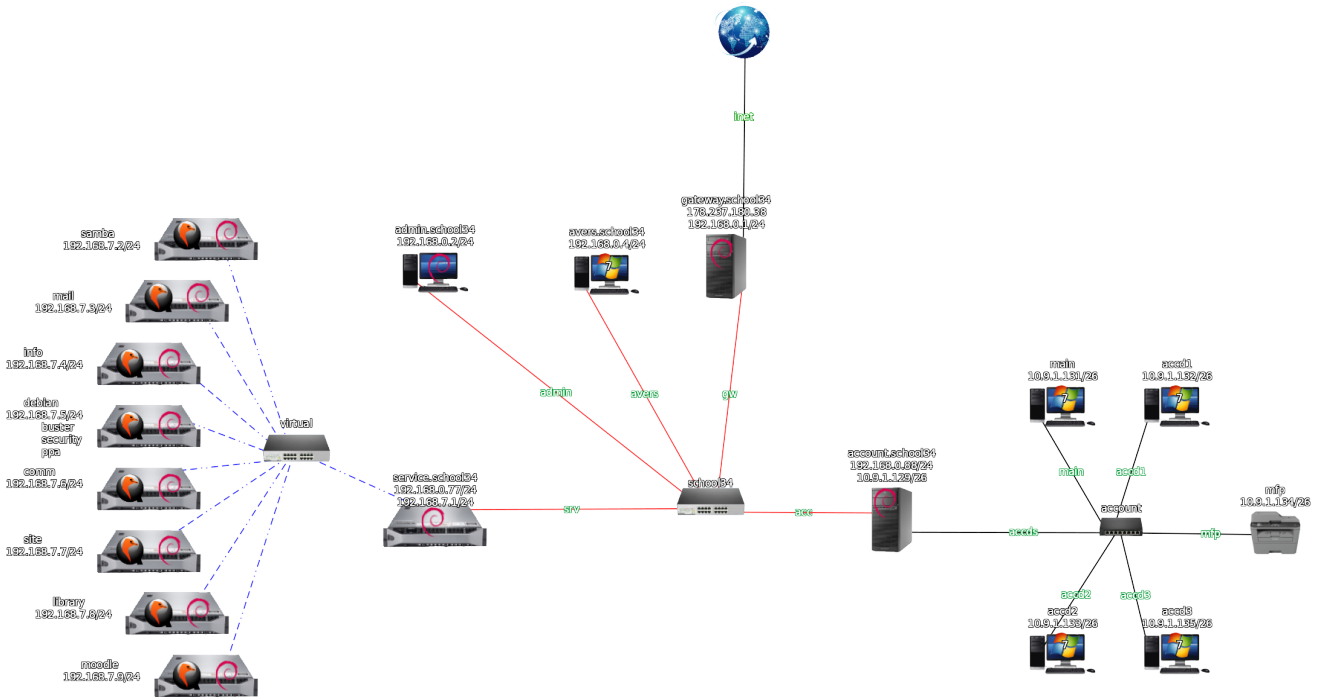 inet
gateway.school34
178.237.180.38
192.168.0.1/24
admin.school34
192.168.0.2/24
avers.school34
192.168.0.4/24
samba
192.168.7.2/24
mail
192.168.7.3/24
info
192.168.7.4/24
debian
192.168.7.5/24
buster
security
ppa
comm
192.168.7.6/24
site
192.168.7.7/24
library
192.168.7.8/24
moodle
192.168.7.9/24
virtual
service.school34
192.168.0.77/24
192.168.7.1/24
admin
avers
gw
srv
school34
acc
account.school34
192.168.0.88/24
10.9.1.129/26
main
10.9.1.131/26
accd1
10.9.1.132/26
main
accd1
account
accds
mfp
mfp
10.9.1.134/26
accd2
accd3
accd2
10.9.1.133/26
accd3
10.9.1.135/26